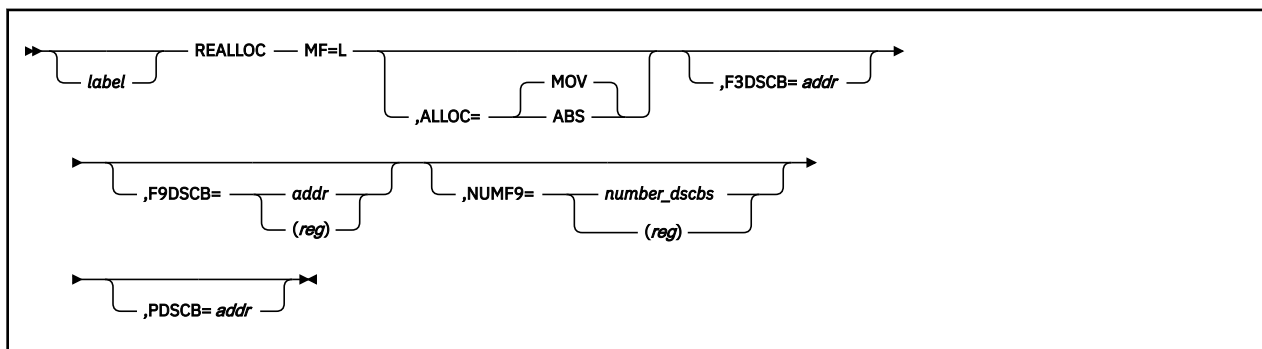 REALLOC MF=L
label
MOV
,ALLOC= ABS
,F3DSCB= addr
,F9DSCB= addr
(reg)
,NUMF9= number_dscbs
(reg)
,PDSCB= addr